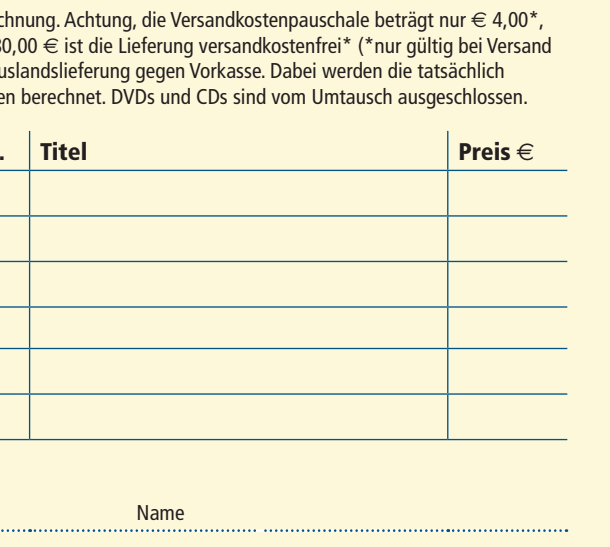 chnung. Achtung, die Versandkostenpauschale beträgt nur € 4,00*,
80,00 € ist die Lieferung versandkostenfrei* (*nur gültig bei Versand
uslandslieferung gegen Vorkasse. Dabei werden die tatsächlich
en berechnet. DVDs und CDs sind vom Umtausch ausgeschlossen.
. Titel Preis €
Name